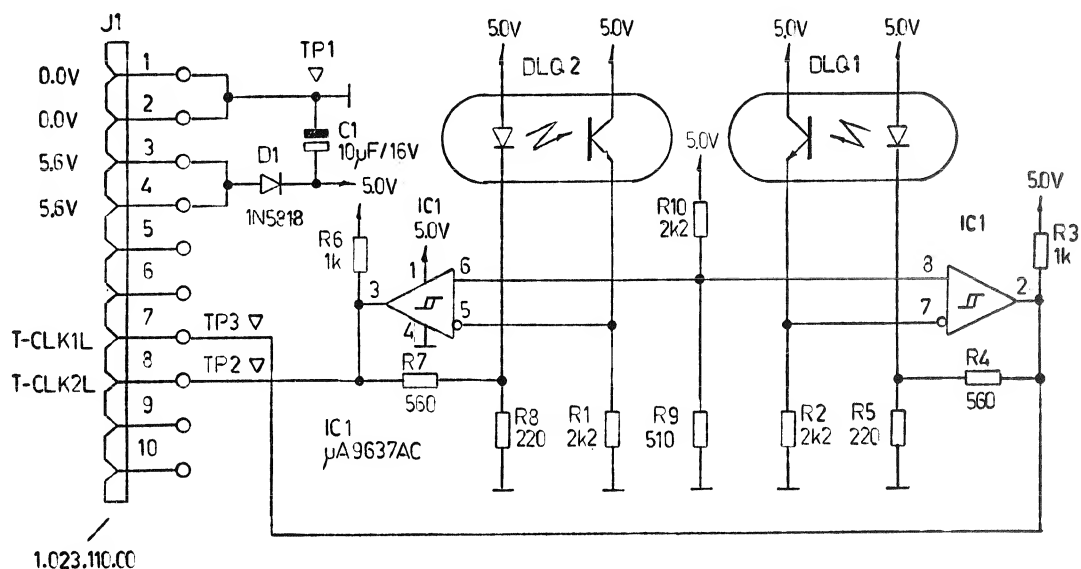 J1
1
0.0V
2
0.0V
3
5,6V
4
5,6V
5
6
7
T-CLK1L
8
T-CLK2L
9
10
1.023.110.00
TP1
C1
10µF/16V
D1
1N5818
5.0V
TP3
TP2
R6
1k
IC1
5.0V
1
3
4
6
5
R7
560
IC1
µA9637AC
5.0V
5.0V
DLQ2
R8
220
R1
2k2
5.0V
R10
2k2
R9
510
5.0V
5.0V
DLQ1
R2
2k2
R5
220
IC1
8
7
2
5.0V
R3
1k
R4
560